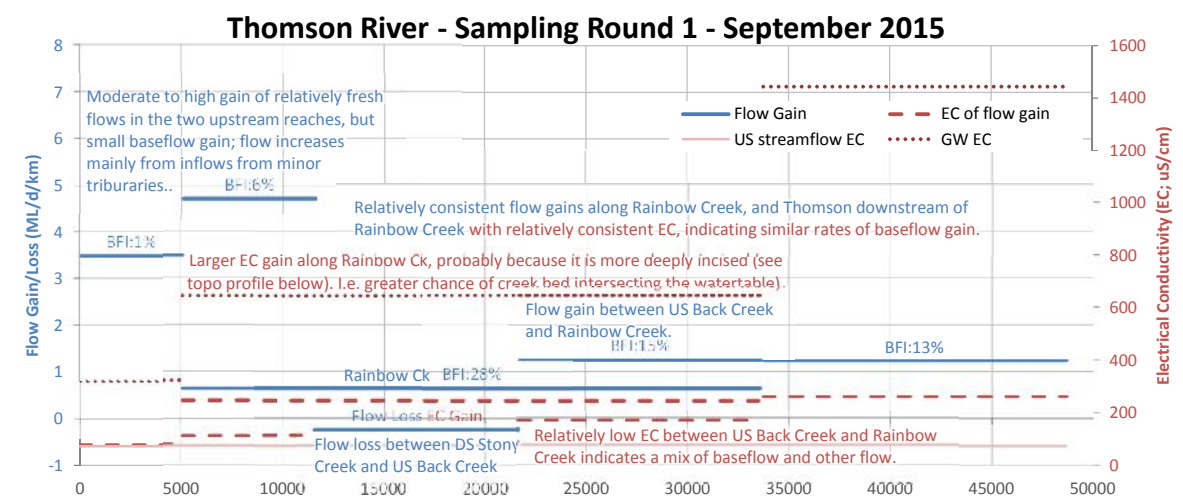 Thomson River - Sampling Round 1 - September 2015
8
7
6
5
4
3
2
1
0
-1
Flow Gain/Loss (ML/d/km)
1600
1400
1200
1000
800
600
400
200
0
Electrical Conductivity (EC; uS/cm)
Moderate to high gain of relatively fresh
flows in the two upstream reaches, but
small baseflow gain; flow increases
mainly from inflows from minor
triburaries..
Flow Gain
EC of flow gain
US streamflow EC
GW EC
BFI:6%
BFI:1%
Relatively consistent flow gains along Rainbow Creek, and Thomson downstream of
Rainbow Creek with relatively consistent EC, indicating similar rates of baseflow gain.
Larger EC gain along Rainbow Ck, probably because it is more deeply incised (see
topo profile below). I.e. greater chance of creek bed intersecting the watertable).
Flow gain between US Back Creek
and Rainbow Creek.
BFI:15%
BFI:13%
Rainbow Ck BFI:28%
Flow Loss EC Gain
Flow loss between DS Stony
Creek and US Back Creek
Relatively low EC between US Back Creek and Rainbow
Creek indicates a mix of baseflow and other flow.
0
5000
10000
15000
20000
25000
30000
35000
40000
45000
50000